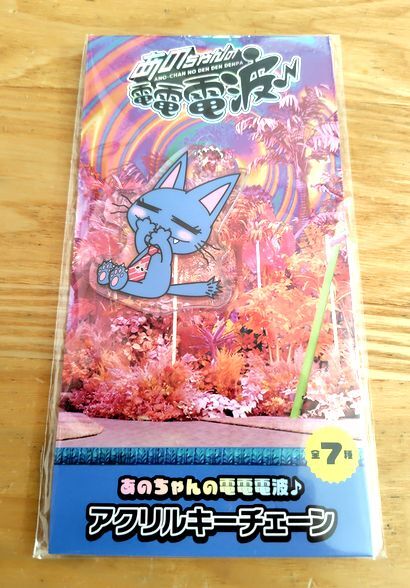 あのちゃんの
ANO-CHAN NO DEN DEN DENPA
電電電波♪
全7種
あのちゃんの電電電波♪
アクリルキーチェーン